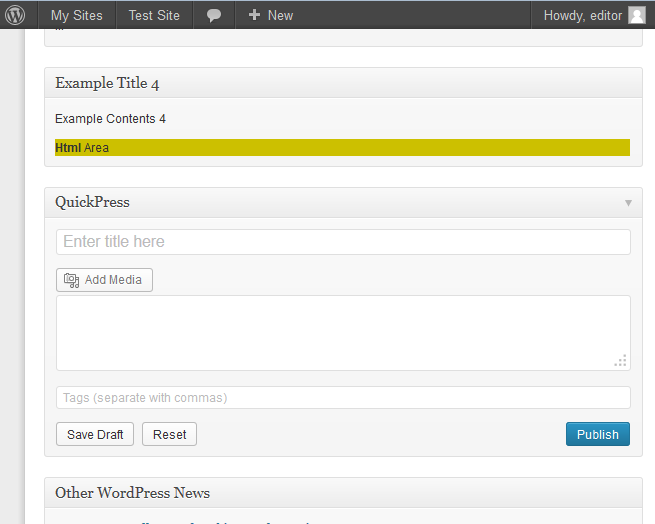 My Sites Test Site New Howdy, editor
Example Title 4
Example Contents 4
Html Area
QuickPress
Enter title here
Add Media
Tags (separate with commas)
Save Draft Reset Publish
Other WordPress News